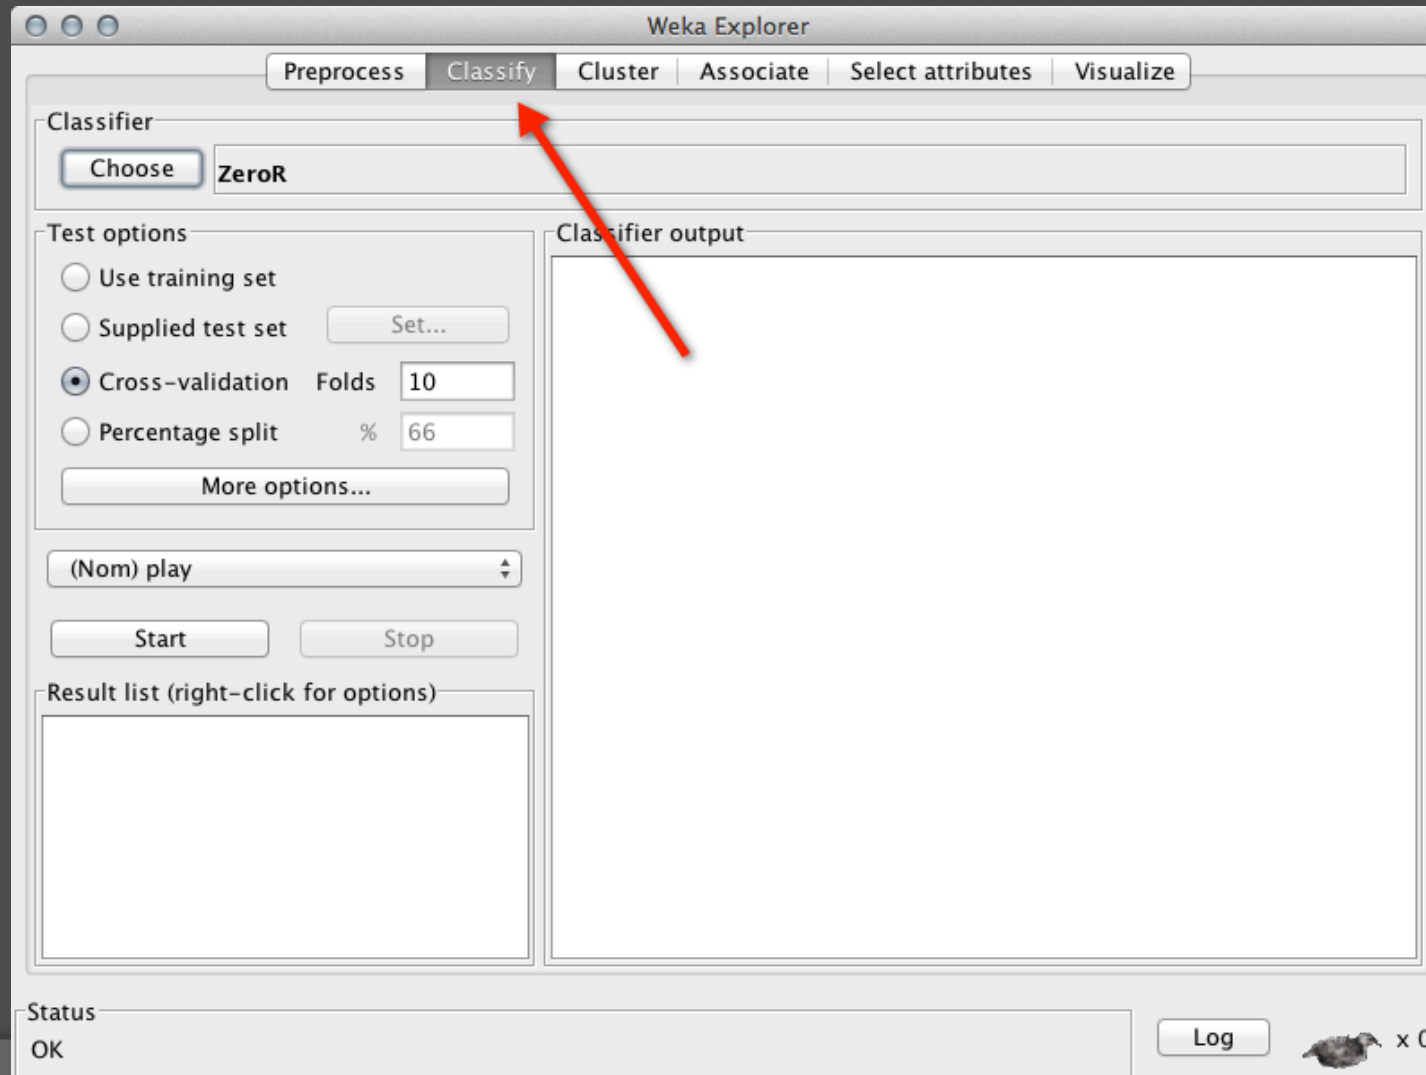 Weka Explorer
Preprocess Classify Cluster Associate Select attributes Visualize
Classifier
Choose ZeroR
Test options
Use training set
Supplied test set Set...
Cross-validation Folds 10
Percentage split % 66
More options...
(Nom) play
Start Stop
Result list (right-click for options)
Classifier output
Status
OK
Log
x 0